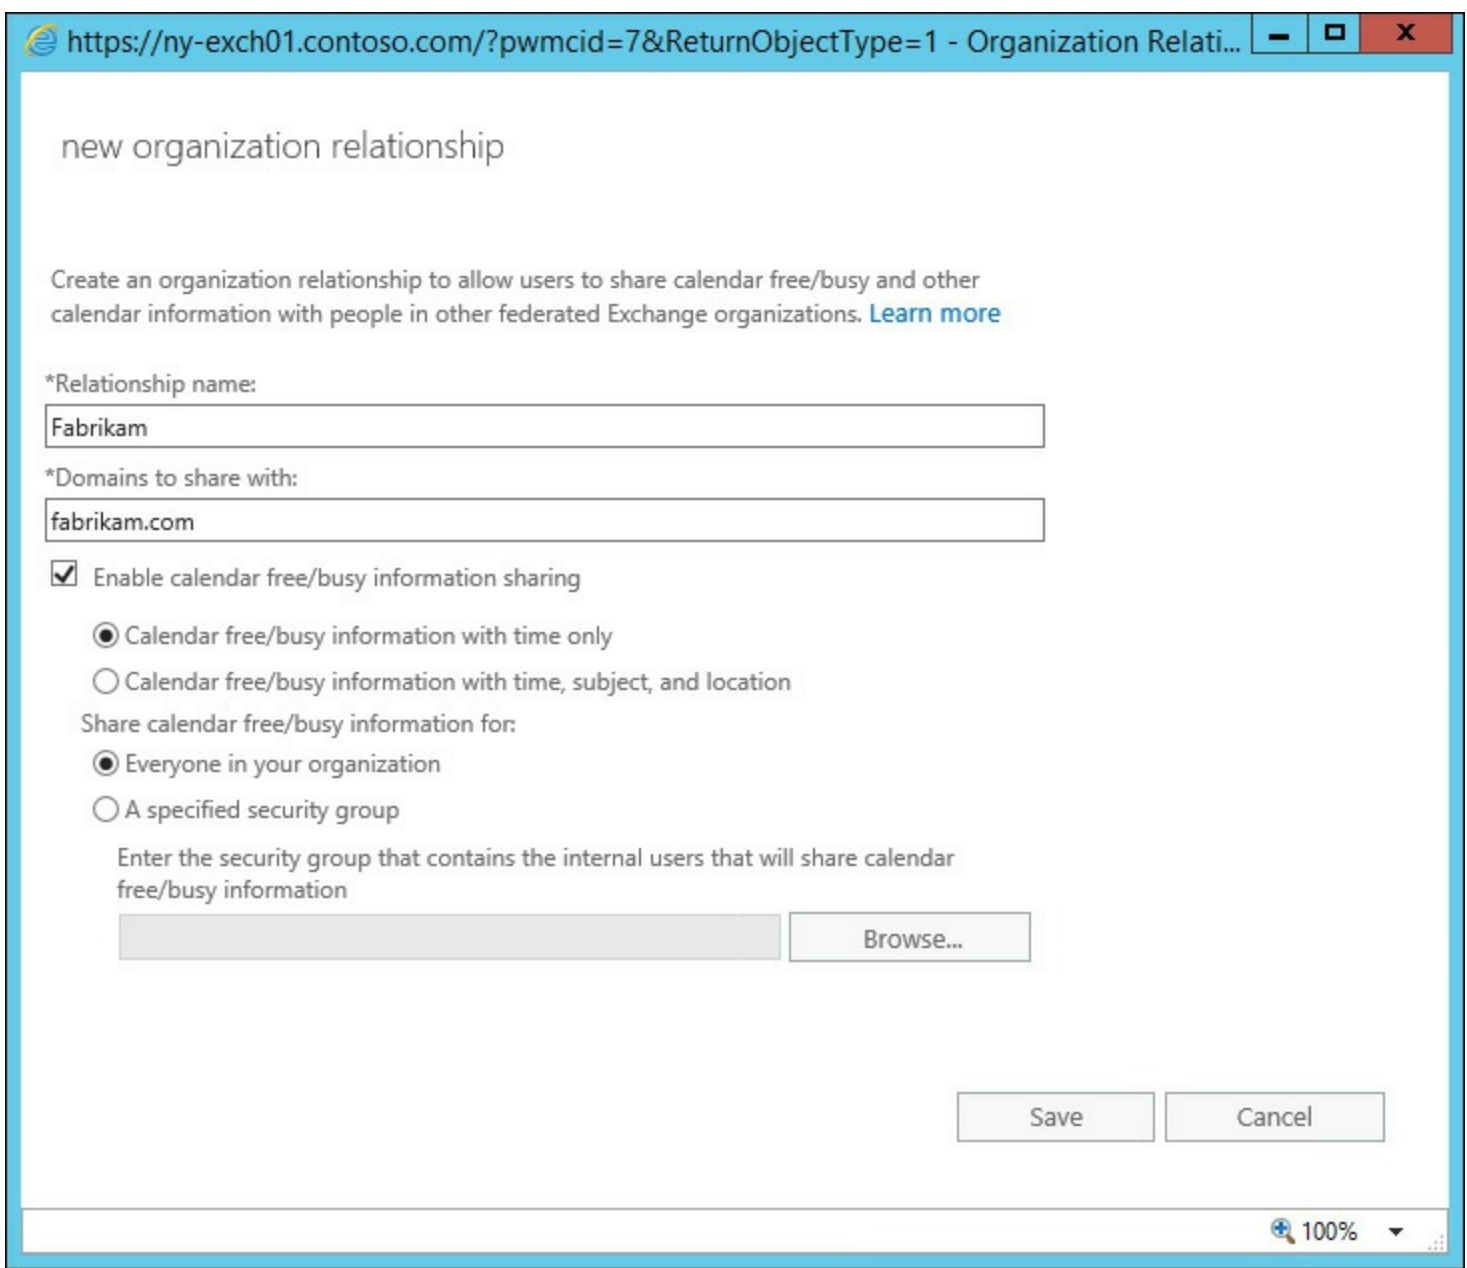 https://ny-exch01.contoso.com/?pwmcid=7&ReturnObjectType=1 - Organization Relati...
new organization relationship
Create an organization relationship to allow users to share calendar free/busy and other
calendar information with people in other federated Exchange organizations. Learn more
*Relationship name:
Fabrikam
*Domains to share with:
fabrikam.com
Enable calendar free/busy information sharing
Calendar free/busy information with time only
Calendar free/busy information with time, subject, and location
Share calendar free/busy information for:
Everyone in your organization
A specified security group
Enter the security group that contains the internal users that will share calendar
free/busy information
Browse...
Save Cancel
100%